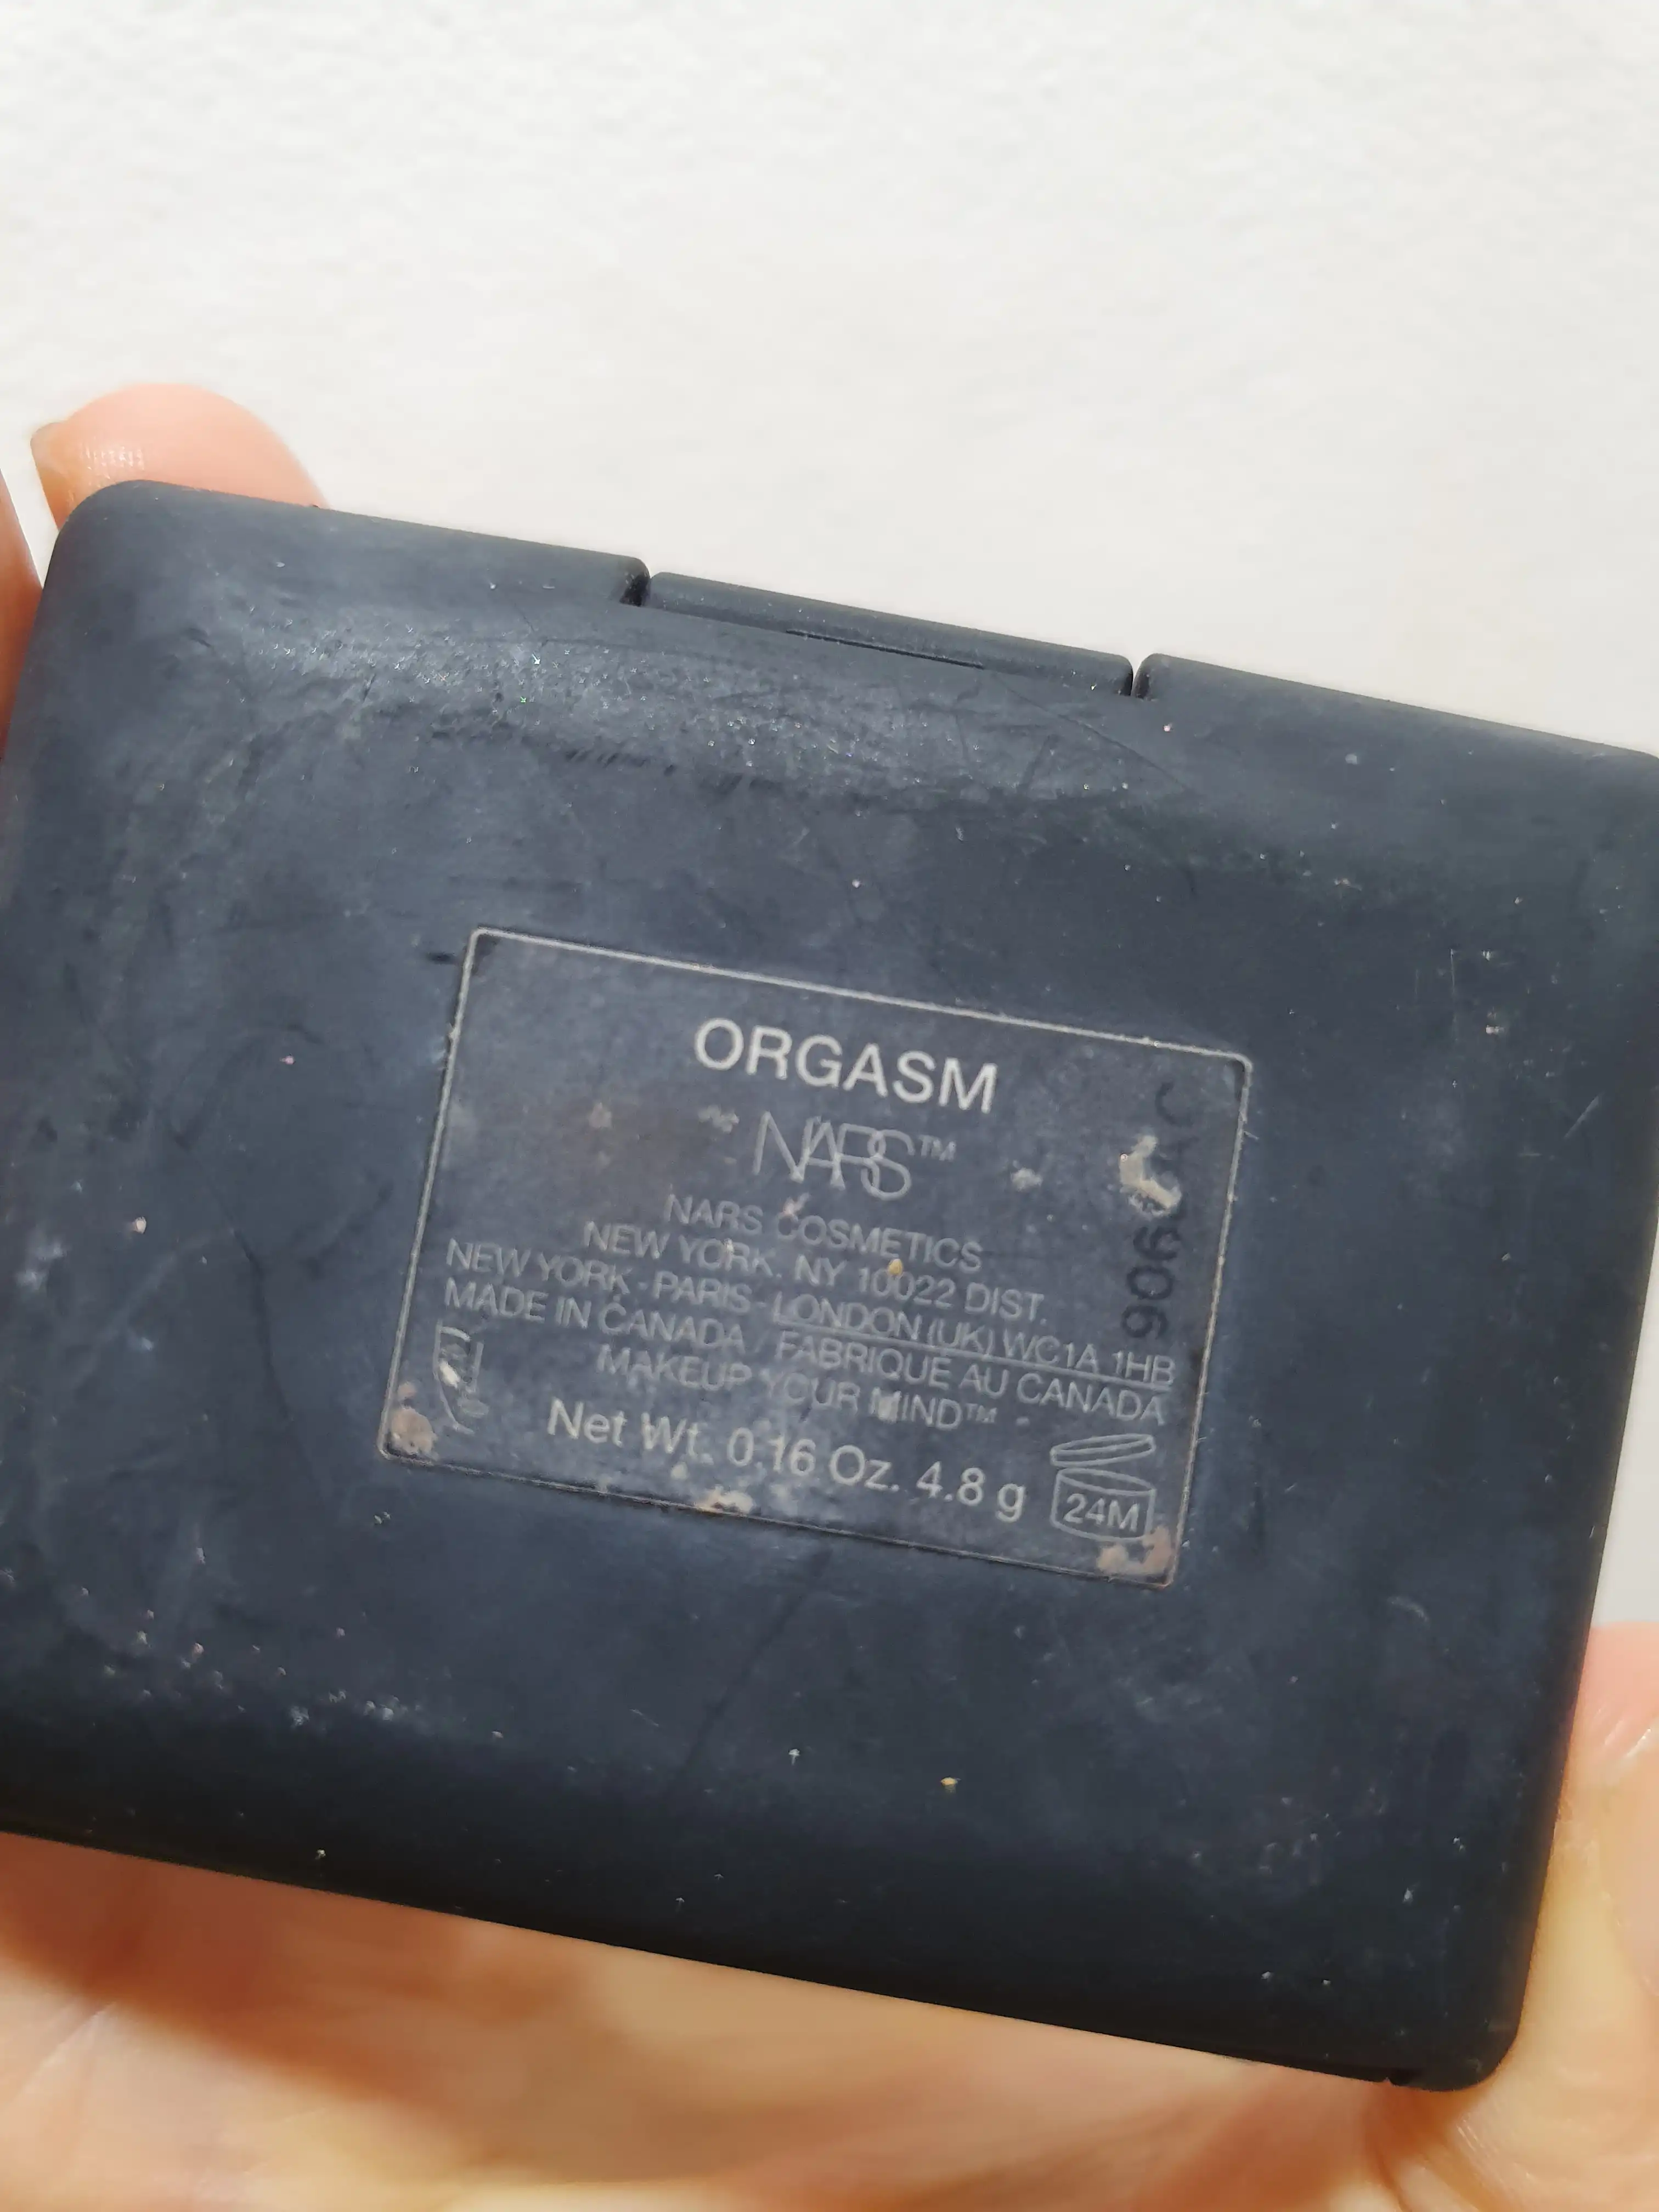 ORGASM
NARS™
NARS COSMETICS
NEW YORK, NY 10022 DIST.
NEW YORK - PARIS - LONDON (UK) WC1A 1HB
MADE IN CANADA / FABRIQUÉ AU CANADA
MAKEUP YOUR MIND™
Net Wt. 0.16 Oz. 4.8 g
24M